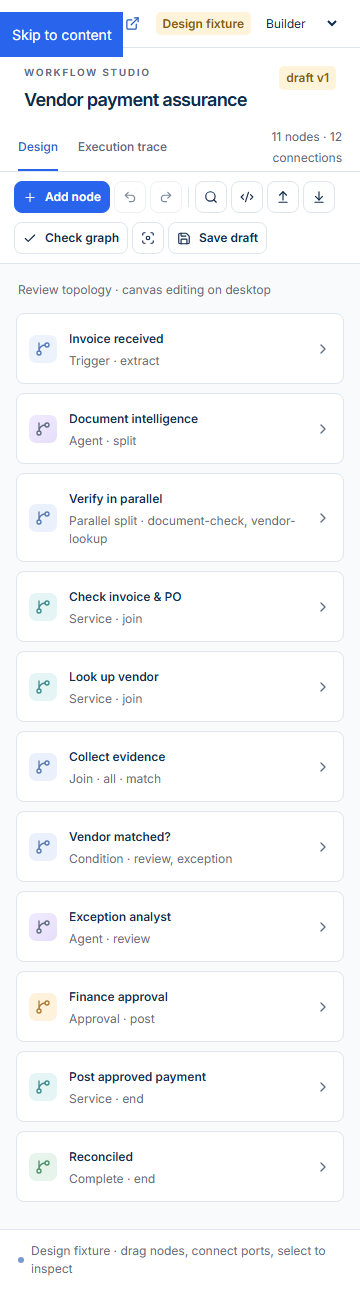 Skip to content
Design fixture
Builder
WORKFLOW STUDIO
draft v1
Vendor payment assurance
Design
Execution trace
11 nodes · 12
connections
Add node
Check graph
Save draft
Review topology · canvas editing on desktop
Invoice received
Trigger · extract
Document intelligence
Agent · split
Verify in parallel
Parallel split · document-check, vendor-
lookup
Check invoice & PO
Service · join
Look up vendor
Service · join
Collect evidence
Join · all · match
Vendor matched?
Condition · review, exception
Exception analyst
Agent · review
Finance approval
Approval · post
Post approved payment
Service · end
Reconciled
Complete · end
Design fixture · drag nodes, connect ports, select to
inspect